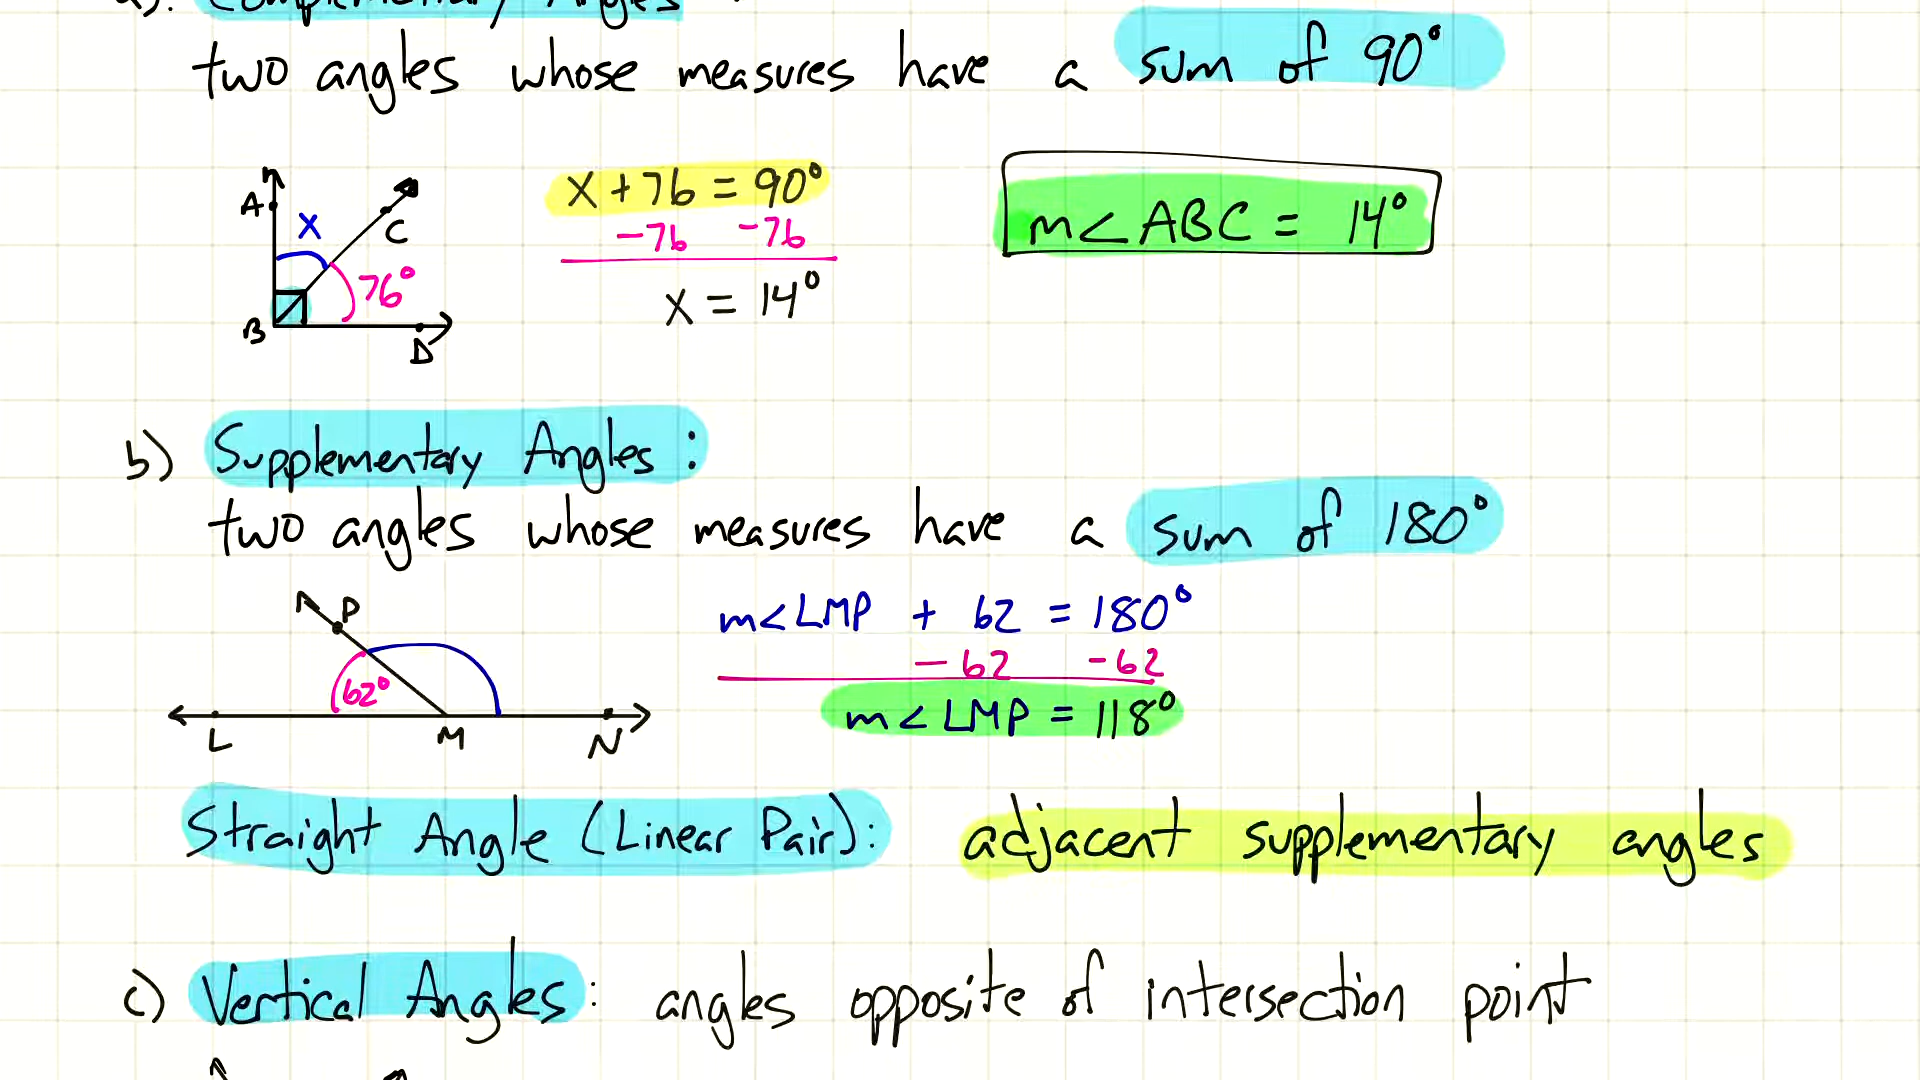 a). Complementary Angles
two angles whose measures have a sum of 90°
A
X
C
76°
B
D
x + 76 = 90°
-76 -76
x = 14°
m∠ABC = 14°
b) Supplementary Angles:
two angles whose measures have a sum of 180°
P
62°
L M N
m∠LMP + 62 = 180°
- 62 -62
m∠LMP = 118°
Straight Angle (Linear Pair): adjacent supplementary angles
c) Vertical Angles: angles opposite of intersection point